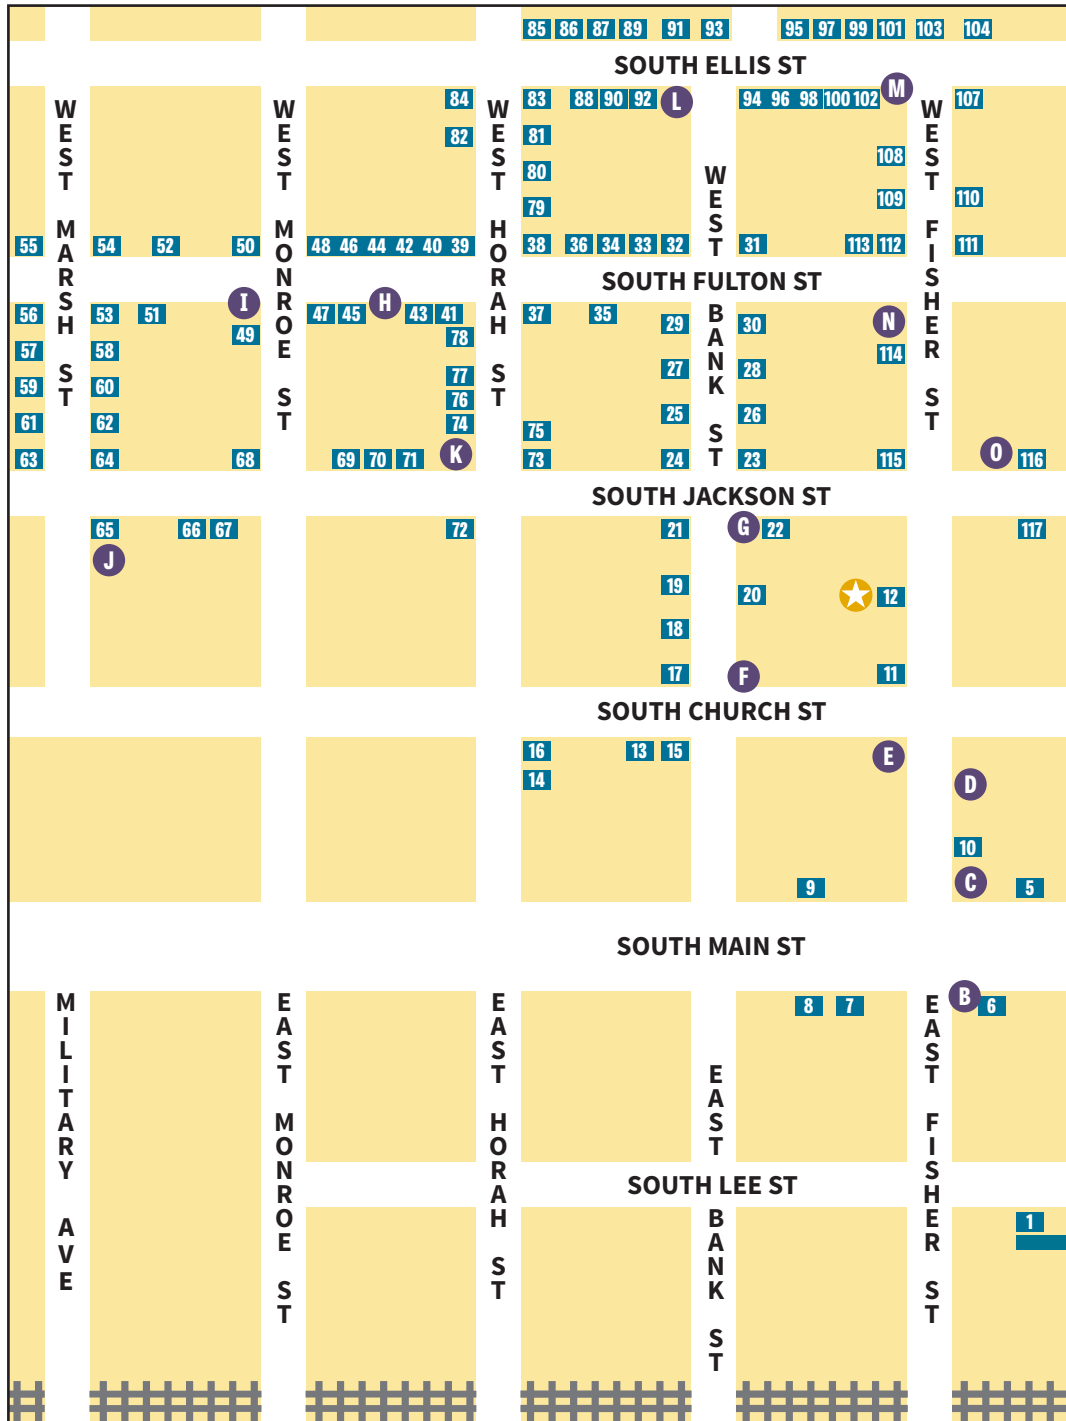 85 86 87 89 91 93 95 97 99 101 103 104
SOUTH ELLIS ST
84 83 88 90 92 L 94 96 98 100 102 M 107
82 81
80 108
79 109 110
55 54 52 50 48 46 44 42 40 39 38 36 34 33 32 31 113 112 111
WEST MARSH ST
WEST MONROE ST
WEST HORAH ST
WEST BANK ST
WEST FISHER ST
SOUTH FULTON ST
56 53 51 I 47 45 H 43 41 37 35 29 30 N
49 78
57 58 77 27 28 114
59 60 76
61 62 74 75 25 26
63 64 68 69 70 71 K 73 24 23 115 O 116
SOUTH JACKSON ST
65 66 67 72 21 G 22 117
J
19 20 12
18
17 F 11
SOUTH CHURCH ST
16 13 15 E
14 D
10
9 C 5
SOUTH MAIN ST
B
8 7 6
MILITARY AVE
EAST MONROE ST
EAST HORAH ST
EAST BANK ST
EAST FISHER ST
SOUTH LEE ST
1